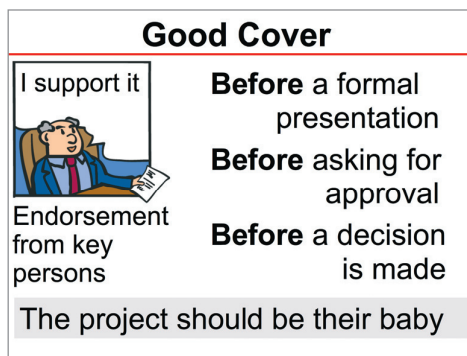 Good Cover
I support it
Endorsement
from key
persons
Before a formal
presentation
Before asking for
approval
Before a decision
is made
The project should be their baby